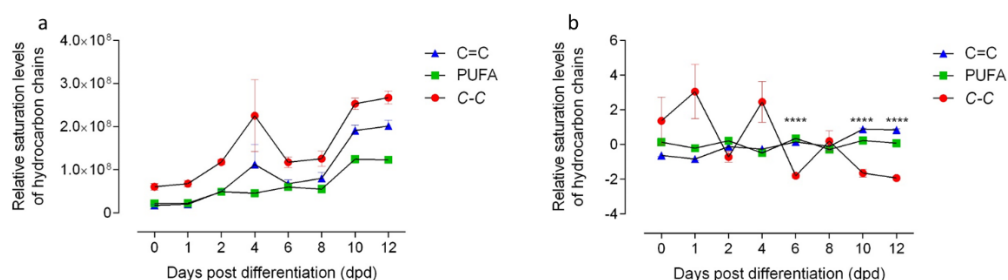 a
Relative saturation levels
of hydrocarbon chains
4.0×10⁸
3.0×10⁸
2.0×10⁸
1.0×10⁸
0
0 1 2 4 6 8 10 12
Days post differentiation (dpd)
C=C
PUFA
C-C
b
Relative saturation levels
of hydrocarbon chains
6
4
2
0
-2
-4
**** **** ****
0 1 2 4 6 8 10 12
Days post differentiation (dpd)
C=C
PUFA
C-C